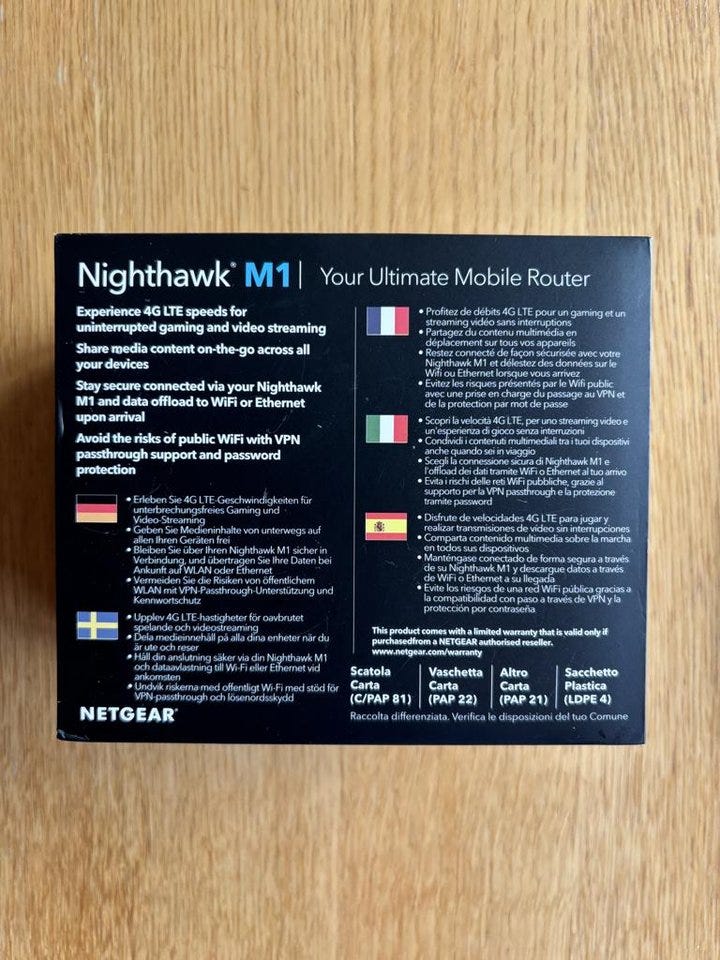 Nighthawk® M1 | Your Ultimate Mobile Router
Experience 4G LTE speeds for
uninterrupted gaming and video streaming
Share media content on-the-go across all
your devices
Stay secure connected via your Nighthawk
M1 and data offload to WiFi or Ethernet
upon arrival
Avoid the risks of public WiFi with VPN
passthrough support and password
protection
• Erleben Sie 4G LTE-Geschwindigkeiten für
unterbrechungsfreies Gaming und
Video-Streaming
• Geben Sie Medieninhalte von unterwegs auf
allen Ihren Geräten frei
• Bleiben Sie über Ihren Nighthawk M1 sicher in
Verbindung, und übertragen Sie Ihre Daten bei
Ankunft auf WLAN oder Ethernet
• Vermeiden Sie die Risiken von öffentlichem
WLAN mit VPN-Passthrough-Unterstützung und
Kennwortschutz
• Upplev 4G LTE-hastigheter för oavbrutet
spelande och videostreaming
• Dela medieinnehåll på alla dina enheter när du
är ute och reser
• Håll din anslutning säker via din Nighthawk M1
och dataavlastning till Wi-Fi eller Ethernet vid
ankomsten
• Undvik riskerna med offentligt Wi-Fi med stöd för
VPN-passthrough och lösenordsskydd
NETGEAR®
• Profitez de débits 4G LTE pour un gaming et un
streaming vidéo sans interruptions
• Partagez du contenu multimédia en
déplacement sur tous vos appareils
• Restez connecté de façon sécurisée avec votre
Nighthawk M1 et délestez des données sur le
Wifi ou Ethernet lorsque vous arrivez
• Evitez les risques présentés par le Wifi public
avec une prise en charge du passage au VPN et
de la protection par mot de passe
• Scopri la velocità 4G LTE, per uno streaming video e
un'esperienza di gioco senza interruzioni
• Condividi i contenuti multimediali tra i tuoi dispositivi
anche quando sei in viaggio
• Scegli la connessione sicura di Nighthawk M1 e
l'offload dei dati tramite WiFi o Ethernet al tuo arrivo
• Evita i rischi delle reti WiFi pubbliche, grazie al
supporto per la VPN passthrough e la protezione
tramite password
• Disfrute de velocidades 4G LTE para jugar y
realizar transmisiones de video sin interrupciones
• Comparta contenido multimedia sobre la marcha
en todos sus dispositivos
• Manténgase conectado de forma segura a través
de su Nighthawk M1 y descargue datos a través
de WiFi o Ethernet a su llegada
• Evite los riesgos de una red WiFi pública gracias a
la compatibilidad con paso a través de VPN y la
protección por contraseña
This product comes with a limited warranty that is valid only if
purchasedfrom a NETGEAR authorised reseller.
www.netgear.com/warranty
Scatola Carta (C/PAP 81) | Vaschetta Carta (PAP 22) | Altro Carta (PAP 21) | Sacchetto Plastica (LDPE 4)
Raccolta differenziata. Verifica le disposizioni del tuo Comune